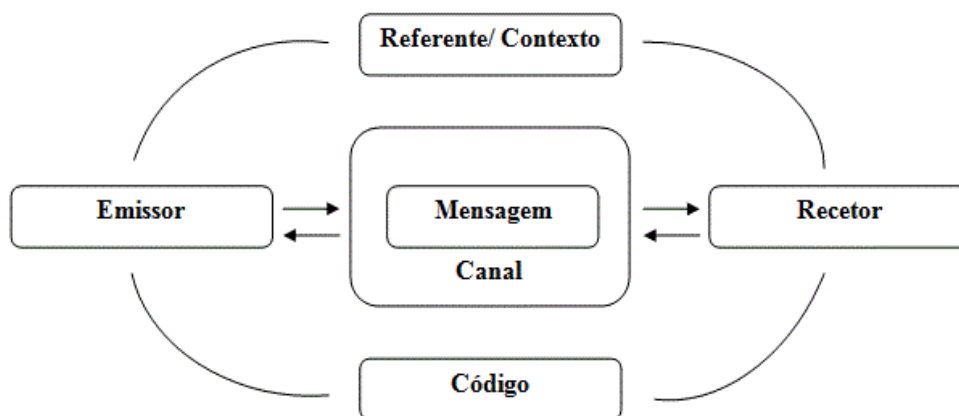 Referente/ Contexto
Emissor
Mensagem
Recetor
Canal
Código